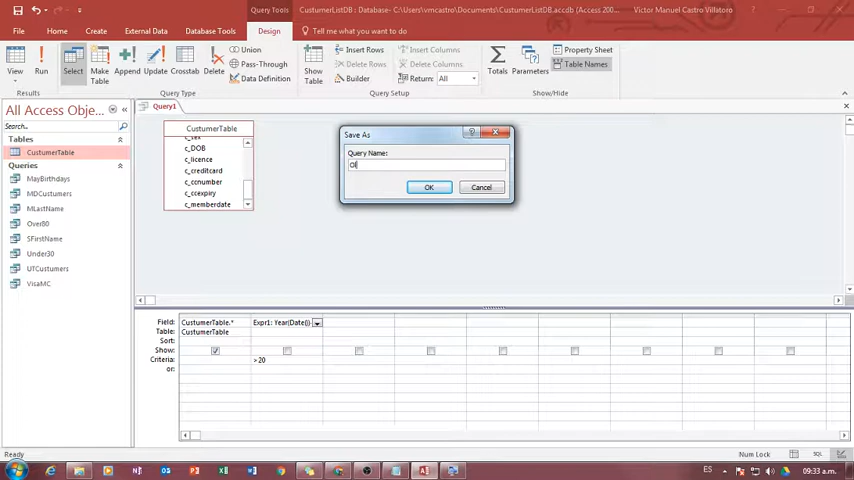 Query Tools
CustumerListDB : Database- C:\Users\vmcastro\Documents\CustumerListDB.accdb (Access 200...
Victor Manuel Castro Villatoro
File
Home
Create
External Data
Database Tools
Design
Tell me what you want to do
View
Run
Select
Make
Table
Append
Update
Crosstab
Delete
Union
Pass-Through
Data Definition
Show
Table
Insert Rows
Delete Rows
Builder
Insert Columns
Delete Columns
Return: All
Totals
Parameters
Property Sheet
Table Names
Results
Query Type
Query Setup
Show/Hide
All Access Obje...
Search...
Tables
CustumerTable
Queries
MayBirthdays
MDCustumers
MLastName
Over80
SFirstName
Under30
UTCustumers
VisaMC
Query1
CustumerTable
c_sex
c_DOB
c_licence
c_creditcard
c_ccnumber
c_ccexpiry
c_memberdate
Save As
Query Name:
OK
Cancel
Field:
Table:
Sort:
Show:
Criteria:
or:
CustumerTable.*
CustumerTable
Expr1: Year(Date())-
>20
Ready
Num Lock
SQL
ES
09:33 a.m.